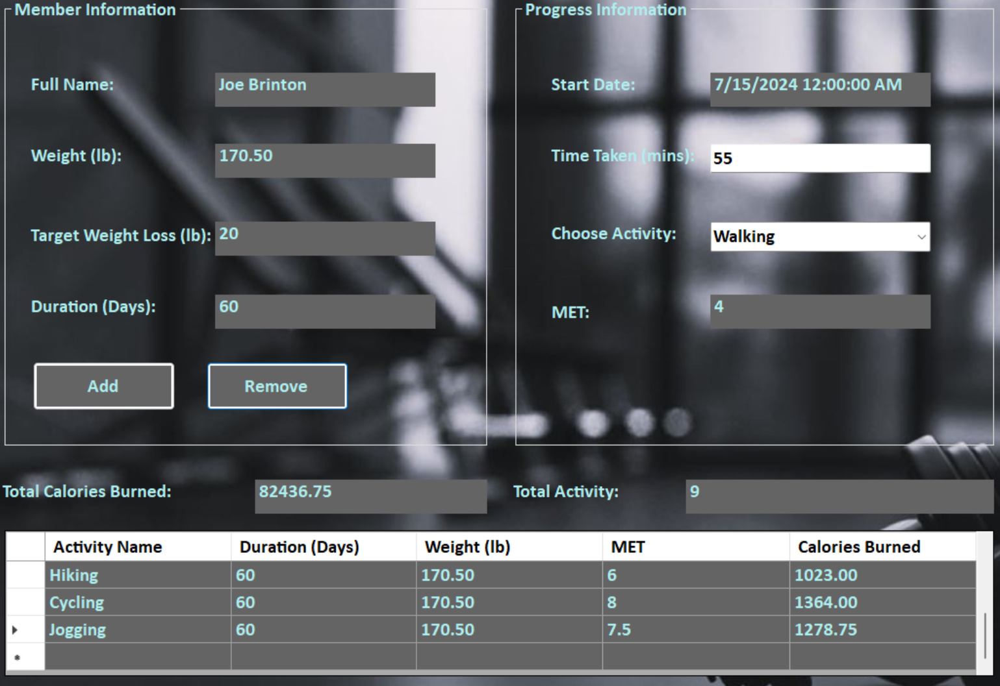 Member Information
Full Name: Joe Brinton
Weight (lb): 170.50
Target Weight Loss (lb): 20
Duration (Days): 60
Add Remove
Progress Information
Start Date: 7/15/2024 12:00:00 AM
Time Taken (mins): 55
Choose Activity: Walking
MET: 4
Total Calories Burned: 82436.75
Total Activity: 9
Activity Name Duration (Days) Weight (lb) MET Calories Burned
Hiking 60 170.50 6 1023.00
Cycling 60 170.50 8 1364.00
Jogging 60 170.50 7.5 1278.75